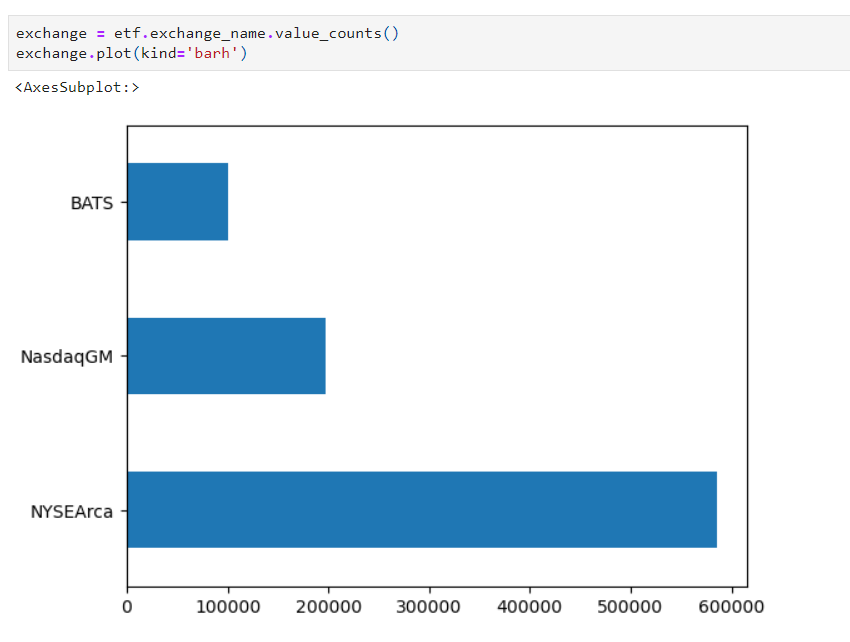 exchange = etf.exchange_name.value_counts()
exchange.plot(kind='barh')
<AxesSubplot:>
BATS
NasdaqGM
NYSEArca
0 100000 200000 300000 400000 500000 600000